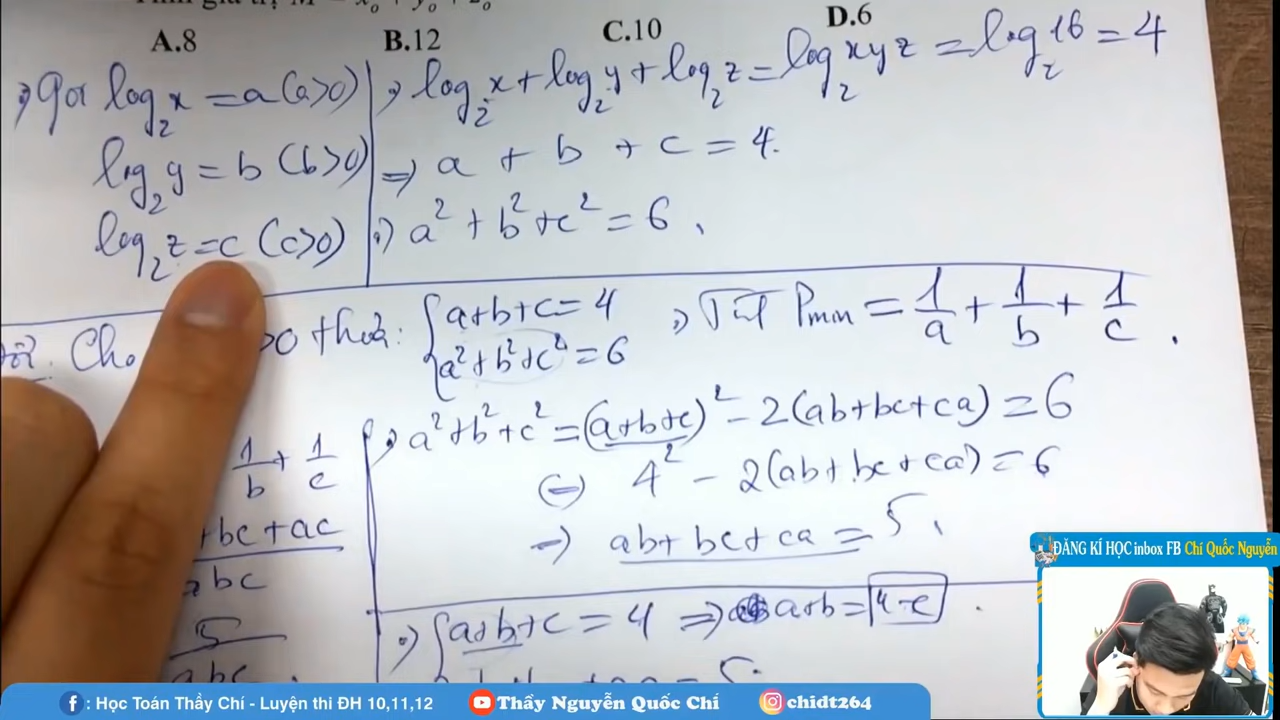 A.8 B.12 C.10 D.6
Gọi log₂x = a (a>0)
log₂y = b (b>0)
log₂z = c (c>0)
log₂x + log₂y + log₂z = log₂xyz = log₂16 = 4
=> a + b + c = 4.
a² + b² + c² = 6
Cho >0 thoả: { a+b+c = 4
a²+b²+c² = 6
Pmin = 1/a + 1/b + 1/c .
1/b + 1/c
+bc+ac
abc
5
abc
a²+b²+c² = (a+b+c)² - 2(ab+bc+ca) = 6
4² - 2(ab+bc+ca) = 6
=> ab+bc+ca = 5
{ a+b+c = 4 => a+b = 4-c .
ĐĂNG KÍ HỌC inbox FB Chí Quốc Nguyễn
: Học Toán Thầy Chí - Luyện thi ĐH 10,11,12 Thầy Nguyễn Quốc Chí chidt264